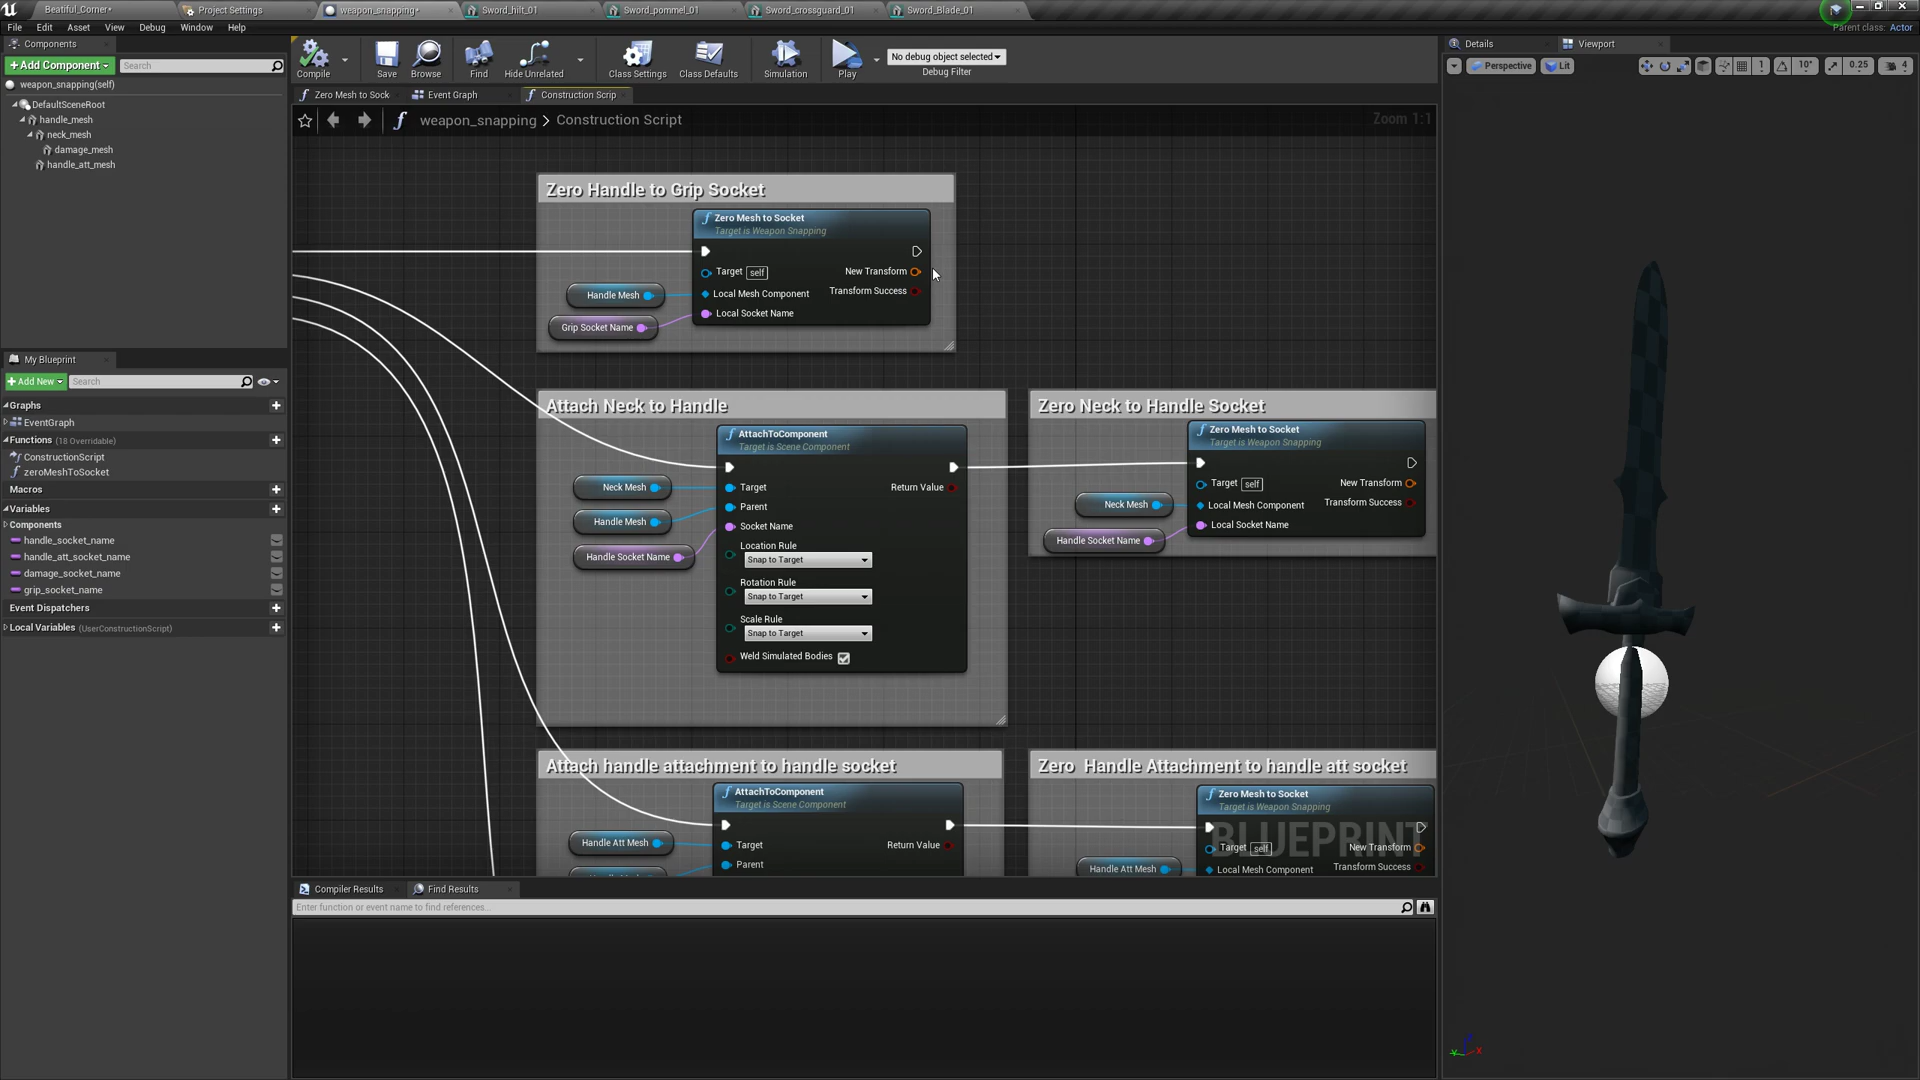 Beatiful_Corner*
Project Settings
weapon_snapping*
Sword_hilt_01
Sword_pommel_01
Sword_crossguard_01
Sword_Blade_01
File
Edit
Asset
View
Debug
Window
Help
Parent class: Actor
Components
+Add Component
Search
weapon_snapping(self)
DefaultSceneRoot
handle_mesh
neck_mesh
damage_mesh
handle_att_mesh
Compile
Save
Browse
Find
Hide Unrelated
Class Settings
Class Defaults
Simulation
Play
No debug object selected
Debug Filter
Zero Mesh to Sock
Event Graph
Construction Scrip
weapon_snapping > Construction Script
Zoom 1:1
Zero Handle to Grip Socket
Zero Mesh to Socket
Target is Weapon Snapping
Target self
New Transform
Handle Mesh
Local Mesh Component
Transform Success
Grip Socket Name
Local Socket Name
Attach Neck to Handle
AttachToComponent
Target is Scene Component
Neck Mesh
Target
Return Value
Handle Mesh
Parent
Handle Socket Name
Socket Name
Location Rule
Snap to Target
Rotation Rule
Snap to Target
Scale Rule
Snap to Target
Weld Simulated Bodies
Zero Neck to Handle Socket
Zero Mesh to Socket
Target is Weapon Snapping
Target self
New Transform
Neck Mesh
Local Mesh Component
Transform Success
Handle Socket Name
Local Socket Name
Attach handle attachment to handle socket
AttachToComponent
Target is Scene Component
Handle Att Mesh
Target
Return Value
Parent
Zero Handle Attachment to handle att socket
Zero Mesh to Socket
Target is Weapon Snapping
BLUEPRINT
Target self
New Transform
Handle Att Mesh
Local Mesh Component
Transform Success
My Blueprint
+Add New
Search
Graphs
EventGraph
Functions (18 Overridable)
ConstructionScript
zeroMeshToSocket
Macros
Variables
Components
handle_socket_name
handle_att_socket_name
damage_socket_name
grip_socket_name
Event Dispatchers
Local Variables (UserConstructionScript)
Compiler Results
Find Results
Enter function or event name to find references...
Details
Viewport
Perspective
Lit
1
10°
0.25
4
X
Y